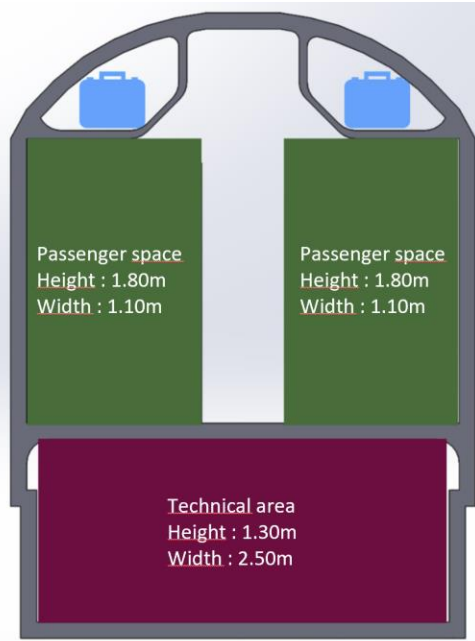 Passenger space
Height : 1.80m
Width : 1.10m
Passenger space
Height : 1.80m
Width : 1.10m
Technical area
Height : 1.30m
Width : 2.50m